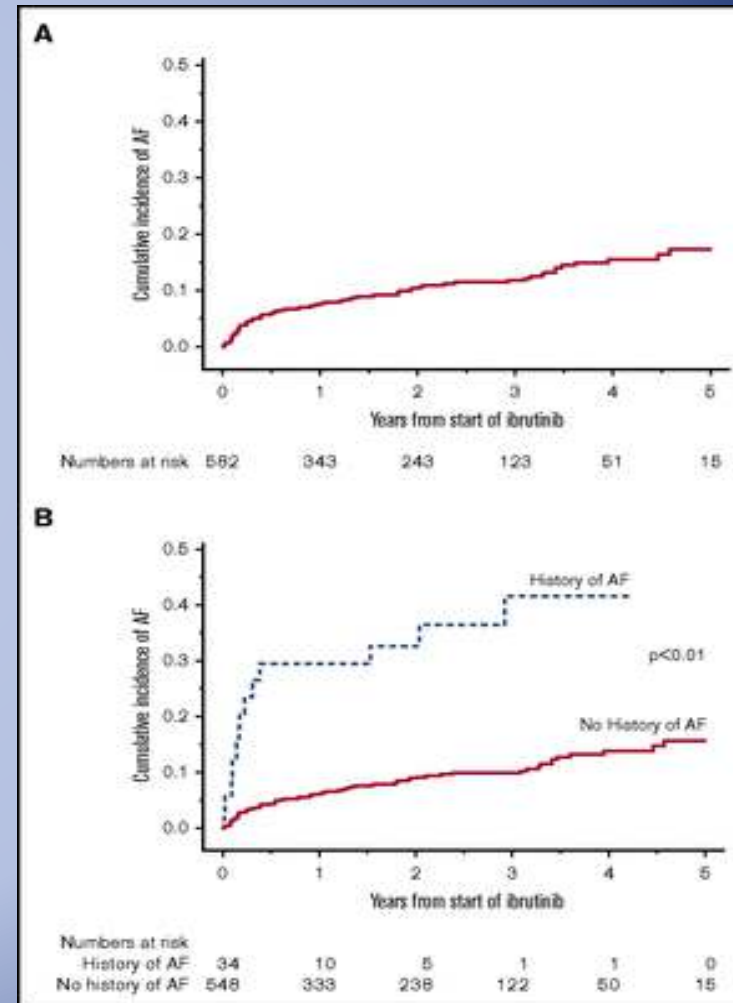 A
0.5
0.4
0.3
0.2
0.1
0.0
Cumulative incidence of AF
0 1 2 3 4 5
Years from start of ibrutinib
Numbers at risk 582 343 243 123 51 15
B
0.5
0.4
0.3
0.2
0.1
0.0
Cumulative incidence of AF
History of AF
p<0.01
No History of AF
0 1 2 3 4 5
Years from start of ibrutinib
Numbers at risk
History of AF 34 10 5 1 1 0
No history of AF 548 333 238 122 50 15